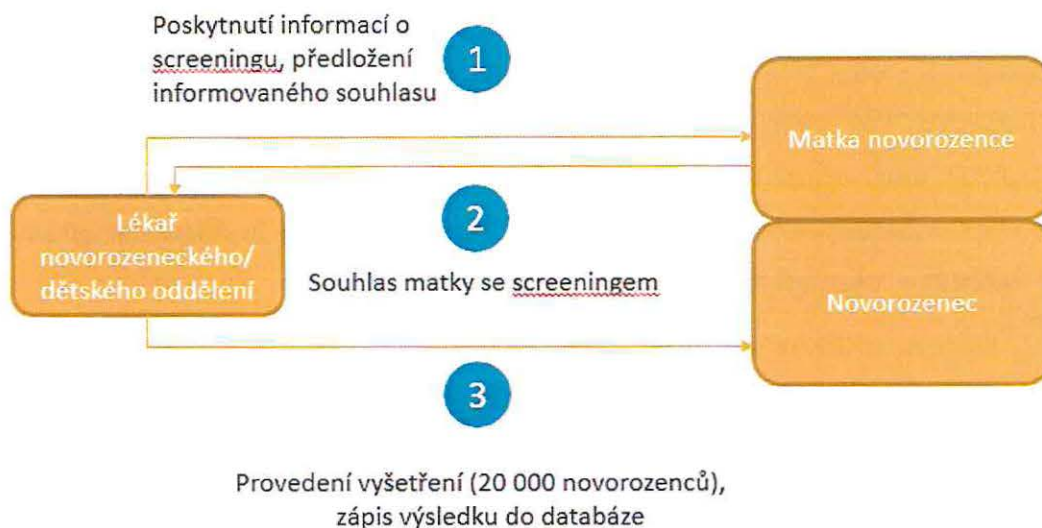 Poskytnutí informací o
screeningu, předložení
informovaného souhlasu
1
Matka novorozence
Lékař
novorozeneckého/
dětského oddělení
2
Souhlas matky se screeningem
Novorozenec
3
Provedení vyšetření (20 000 novorozenců),
zápis výsledku do databáze